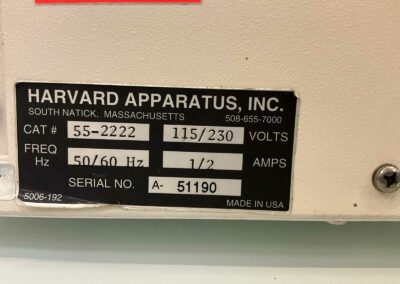 HARVARD APPARATUS, INC.
SOUTH NATICK, MASSACHUSETTS 508-655-7000
CAT # 55-2222 115/230 VOLTS
FREQ Hz 50/60 Hz 1/2 AMPS
SERIAL NO. A- 51190
5006-192 MADE IN USA